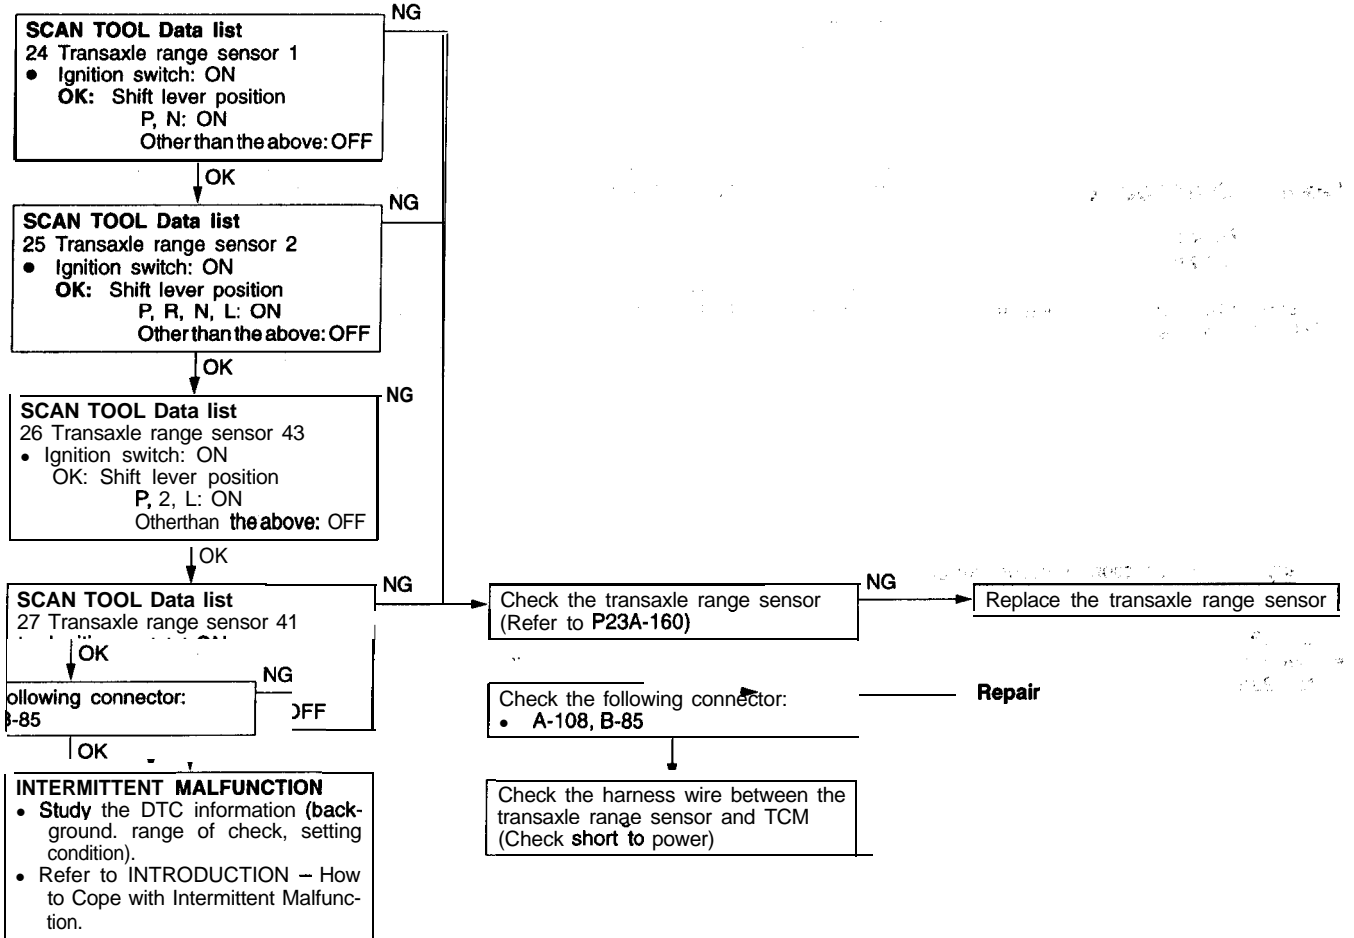 NG
SCAN TOOL Data list
24 Transaxle range sensor 1
● Ignition switch: ON
OK: Shift lever position
P, N: ON
Other than the above: OFF
OK
NG
SCAN TOOL Data list
25 Transaxle range sensor 2
● Ignition switch: ON
OK: Shift lever position
P, R, N, L: ON
Other than the above: OFF
OK
NG
SCAN TOOL Data list
26 Transaxle range sensor 43
● Ignition switch: ON
OK: Shift lever position
P, 2, L: ON
Otherthan the above: OFF
OK
NG
SCAN TOOL Data list
27 Transaxle range sensor 41
Check the transaxle range sensor
(Refer to P23A-160)
NG
Replace the transaxle range sensor
OK
NG
ollowing connector:
-85
OFF
Check the following connector:
● A-108, B-85
Repair
OK
INTERMITTENT MALFUNCTION
● Study the DTC information (back-
ground. range of check, setting
condition).
● Refer to INTRODUCTION – How
to Cope with Intermittent Malfunc-
tion.
Check the harness wire between the
transaxle range sensor and TCM
(Check short to power)